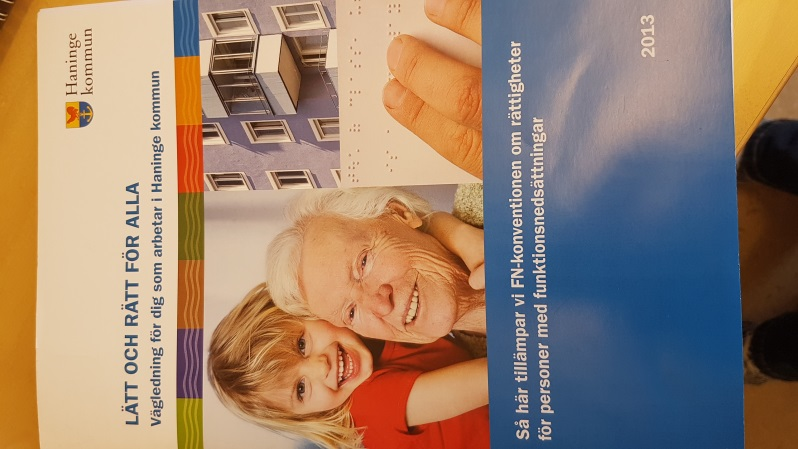 Haninge
kommun
LÄTT OCH RÄTT FÖR ALLA
Vägledning för dig som arbetar i Haninge kommun
Så här tillämpar vi FN-konventionen om rättigheter
för personer med funktionsnedsättningar
2013